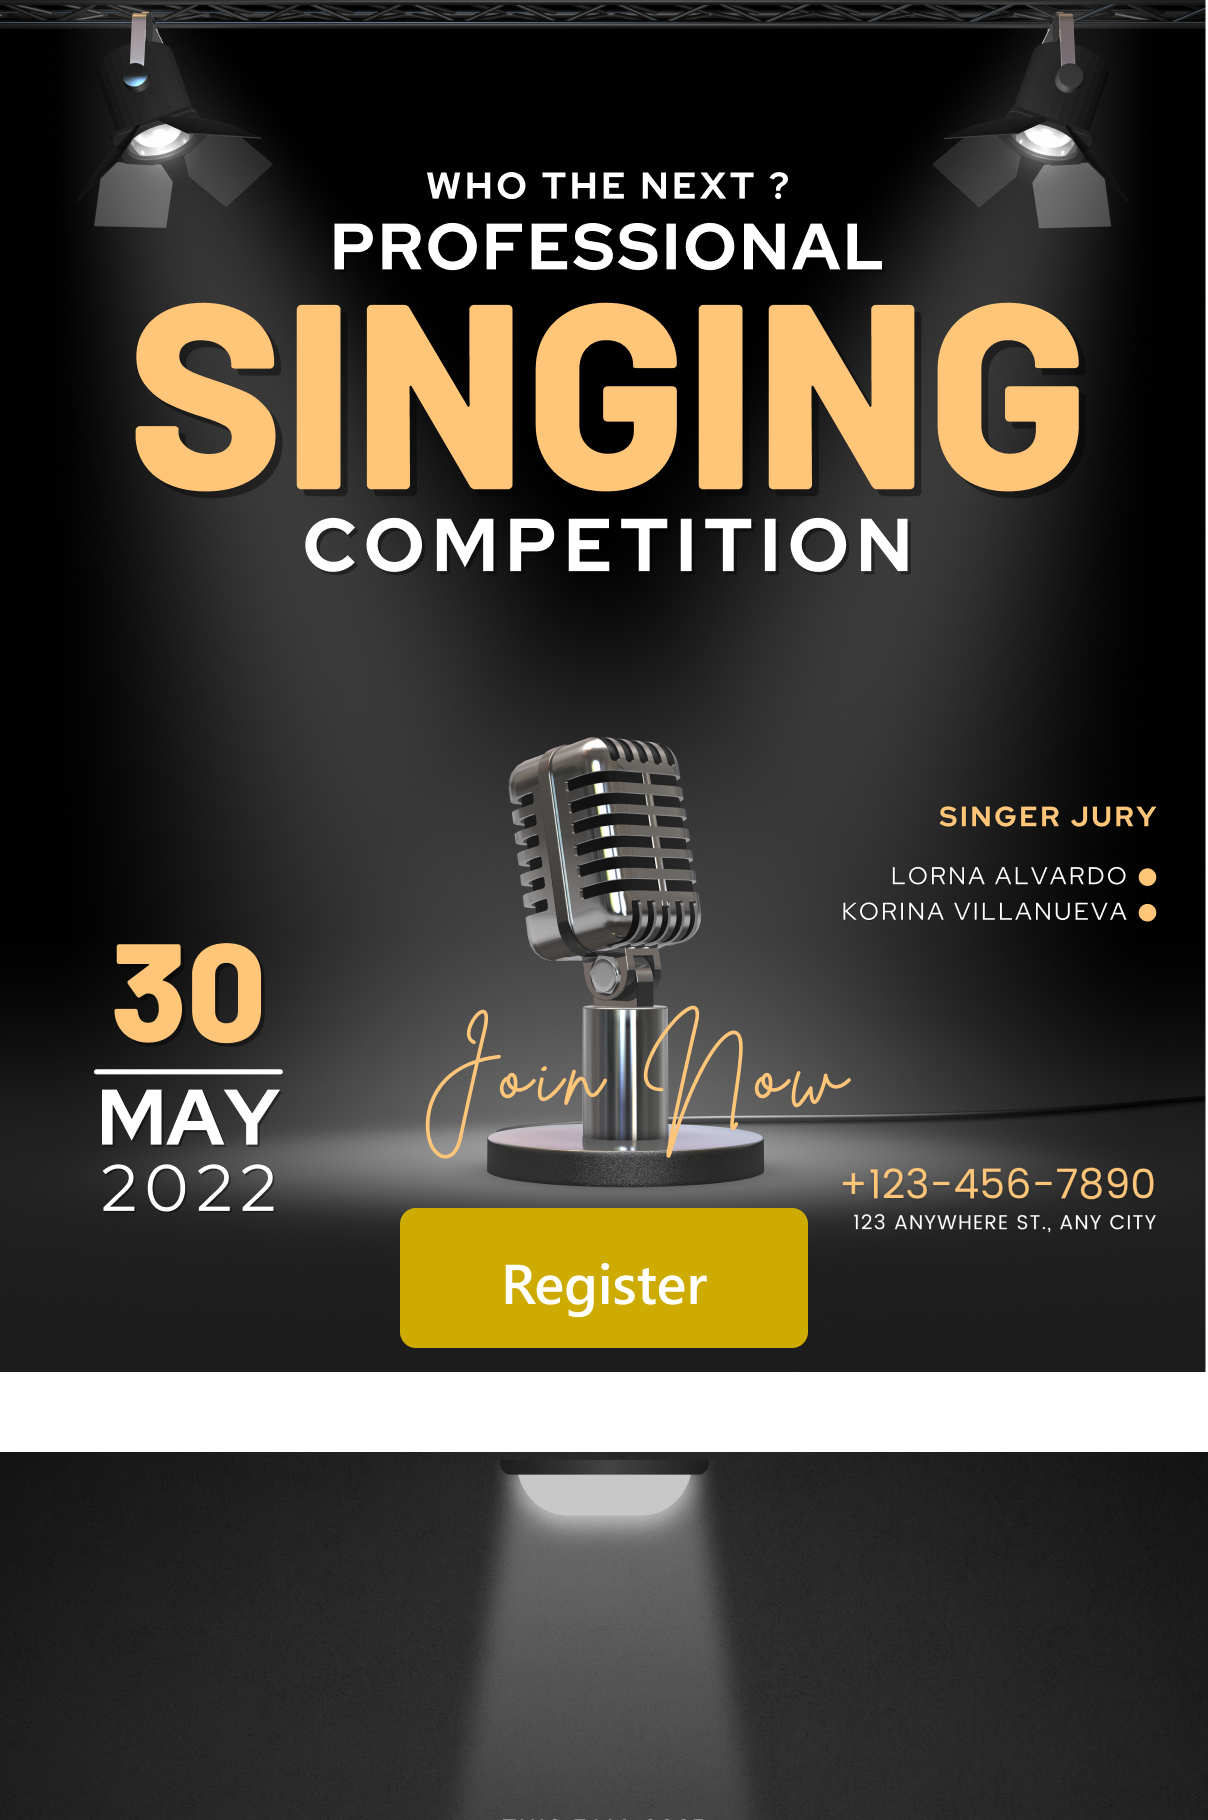 WHO THE NEXT ?
PROFESSIONAL
SINGING
COMPETITION
SINGER JURY
LORNA ALVARDO
KORINA VILLANUEVA
30
MAY
2022
Join Now
+123-456-7890
123 ANYWHERE ST., ANY CITY
Register